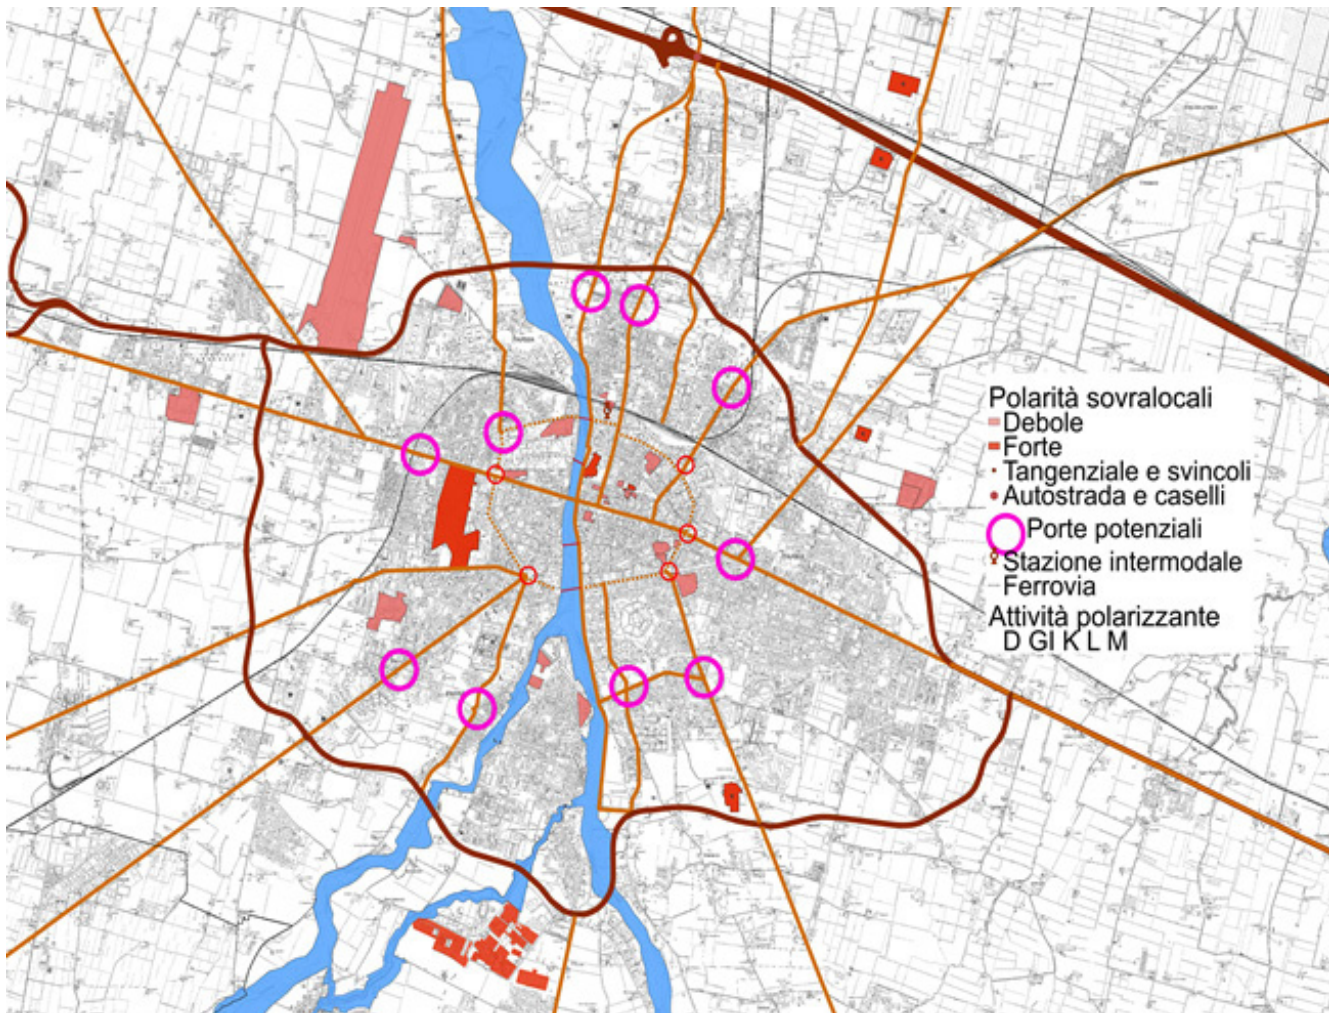 Polarità sovralocali
Debole
Forte
Tangenziale e svincoli
Autostrada e caselli
Porte potenziali
Stazione intermodale
Ferrovia
Attività polarizzante
D GI K L M